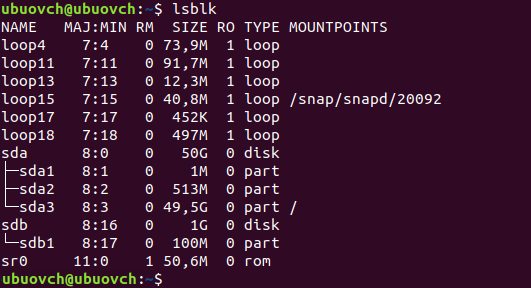 ubuovch@ubuovch:~$ lsblk
NAME   MAJ:MIN RM  SIZE RO TYPE MOUNTPOINTS
loop4    7:4    0 73,9M  1 loop
loop11   7:11   0 91,7M  1 loop
loop13   7:13   0 12,3M  1 loop
loop15   7:15   0 40,8M  1 loop /snap/snapd/20092
loop17   7:17   0  452K  1 loop
loop18   7:18   0  497M  1 loop
sda      8:0    0   50G  0 disk
├─sda1   8:1    0    1M  0 part
├─sda2   8:2    0  513M  0 part
└─sda3   8:3    0 49,5G  0 part /
sdb      8:16   0    1G  0 disk
└─sdb1   8:17   0  100M  0 part
sr0     11:0    1 50,6M  0 rom
ubuovch@ubuovch:~$